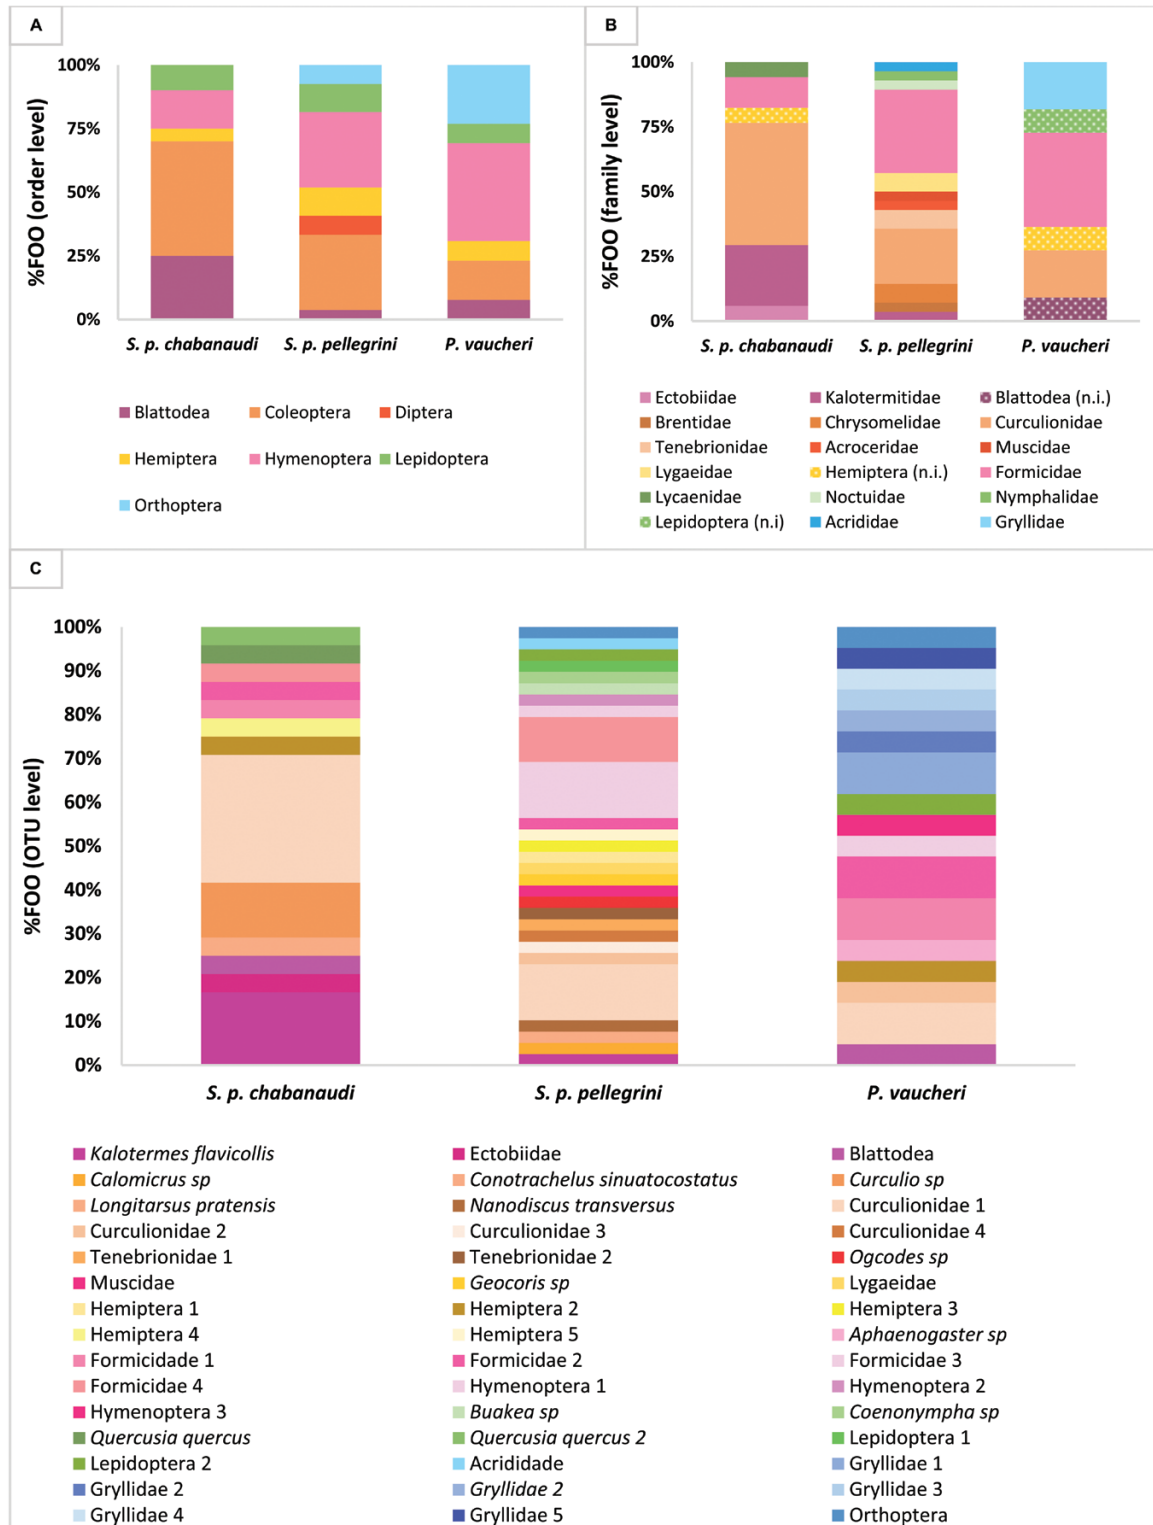 A
B
100%
75%
50%
25%
0%
%FOO (order level)
S. p. chabanaudi
S. p. pellegrini
P. vaucheri
Blattodea
Coleoptera
Diptera
Hemiptera
Hymenoptera
Lepidoptera
Orthoptera
100%
75%
50%
25%
0%
%FOO (family level)
S. p. chabanaudi
S. p. pellegrini
P. vaucheri
Ectobiidae
Kalotermitidae
Blattodea (n.i.)
Brentidae
Chrysomelidae
Curculionidae
Tenebrionidae
Acroceridae
Muscidae
Lygaeidae
Hemiptera (n.i.)
Formicidae
Lycaenidae
Noctuidae
Nymphalidae
Lepidoptera (n.i)
Acrididae
Gryllidae
C
100%
90%
80%
70%
60%
50%
40%
30%
20%
10%
0%
%FOO (OTU level)
S. p. chabanaudi
S. p. pellegrini
P. vaucheri
Kalotermes flavicollis
Ectobiidae
Blattodea
Calomicrus sp
Conotrachelus sinuatocostatus
Curculio sp
Longitarsus pratensis
Nanodiscus transversus
Curculionidae 1
Curculionidae 2
Curculionidae 3
Curculionidae 4
Tenebrionidae 1
Tenebrionidae 2
Ogcodes sp
Muscidae
Geocoris sp
Lygaeidae
Hemiptera 1
Hemiptera 2
Hemiptera 3
Hemiptera 4
Hemiptera 5
Aphaenogaster sp
Formicidade 1
Formicidae 2
Formicidae 3
Formicidae 4
Hymenoptera 1
Hymenoptera 2
Hymenoptera 3
Buakea sp
Coenonympha sp
Quercusia quercus
Quercusia quercus 2
Lepidoptera 1
Lepidoptera 2
Acrididade
Gryllidae 1
Gryllidae 2
Gryllidae 2
Gryllidae 3
Gryllidae 4
Gryllidae 5
Orthoptera